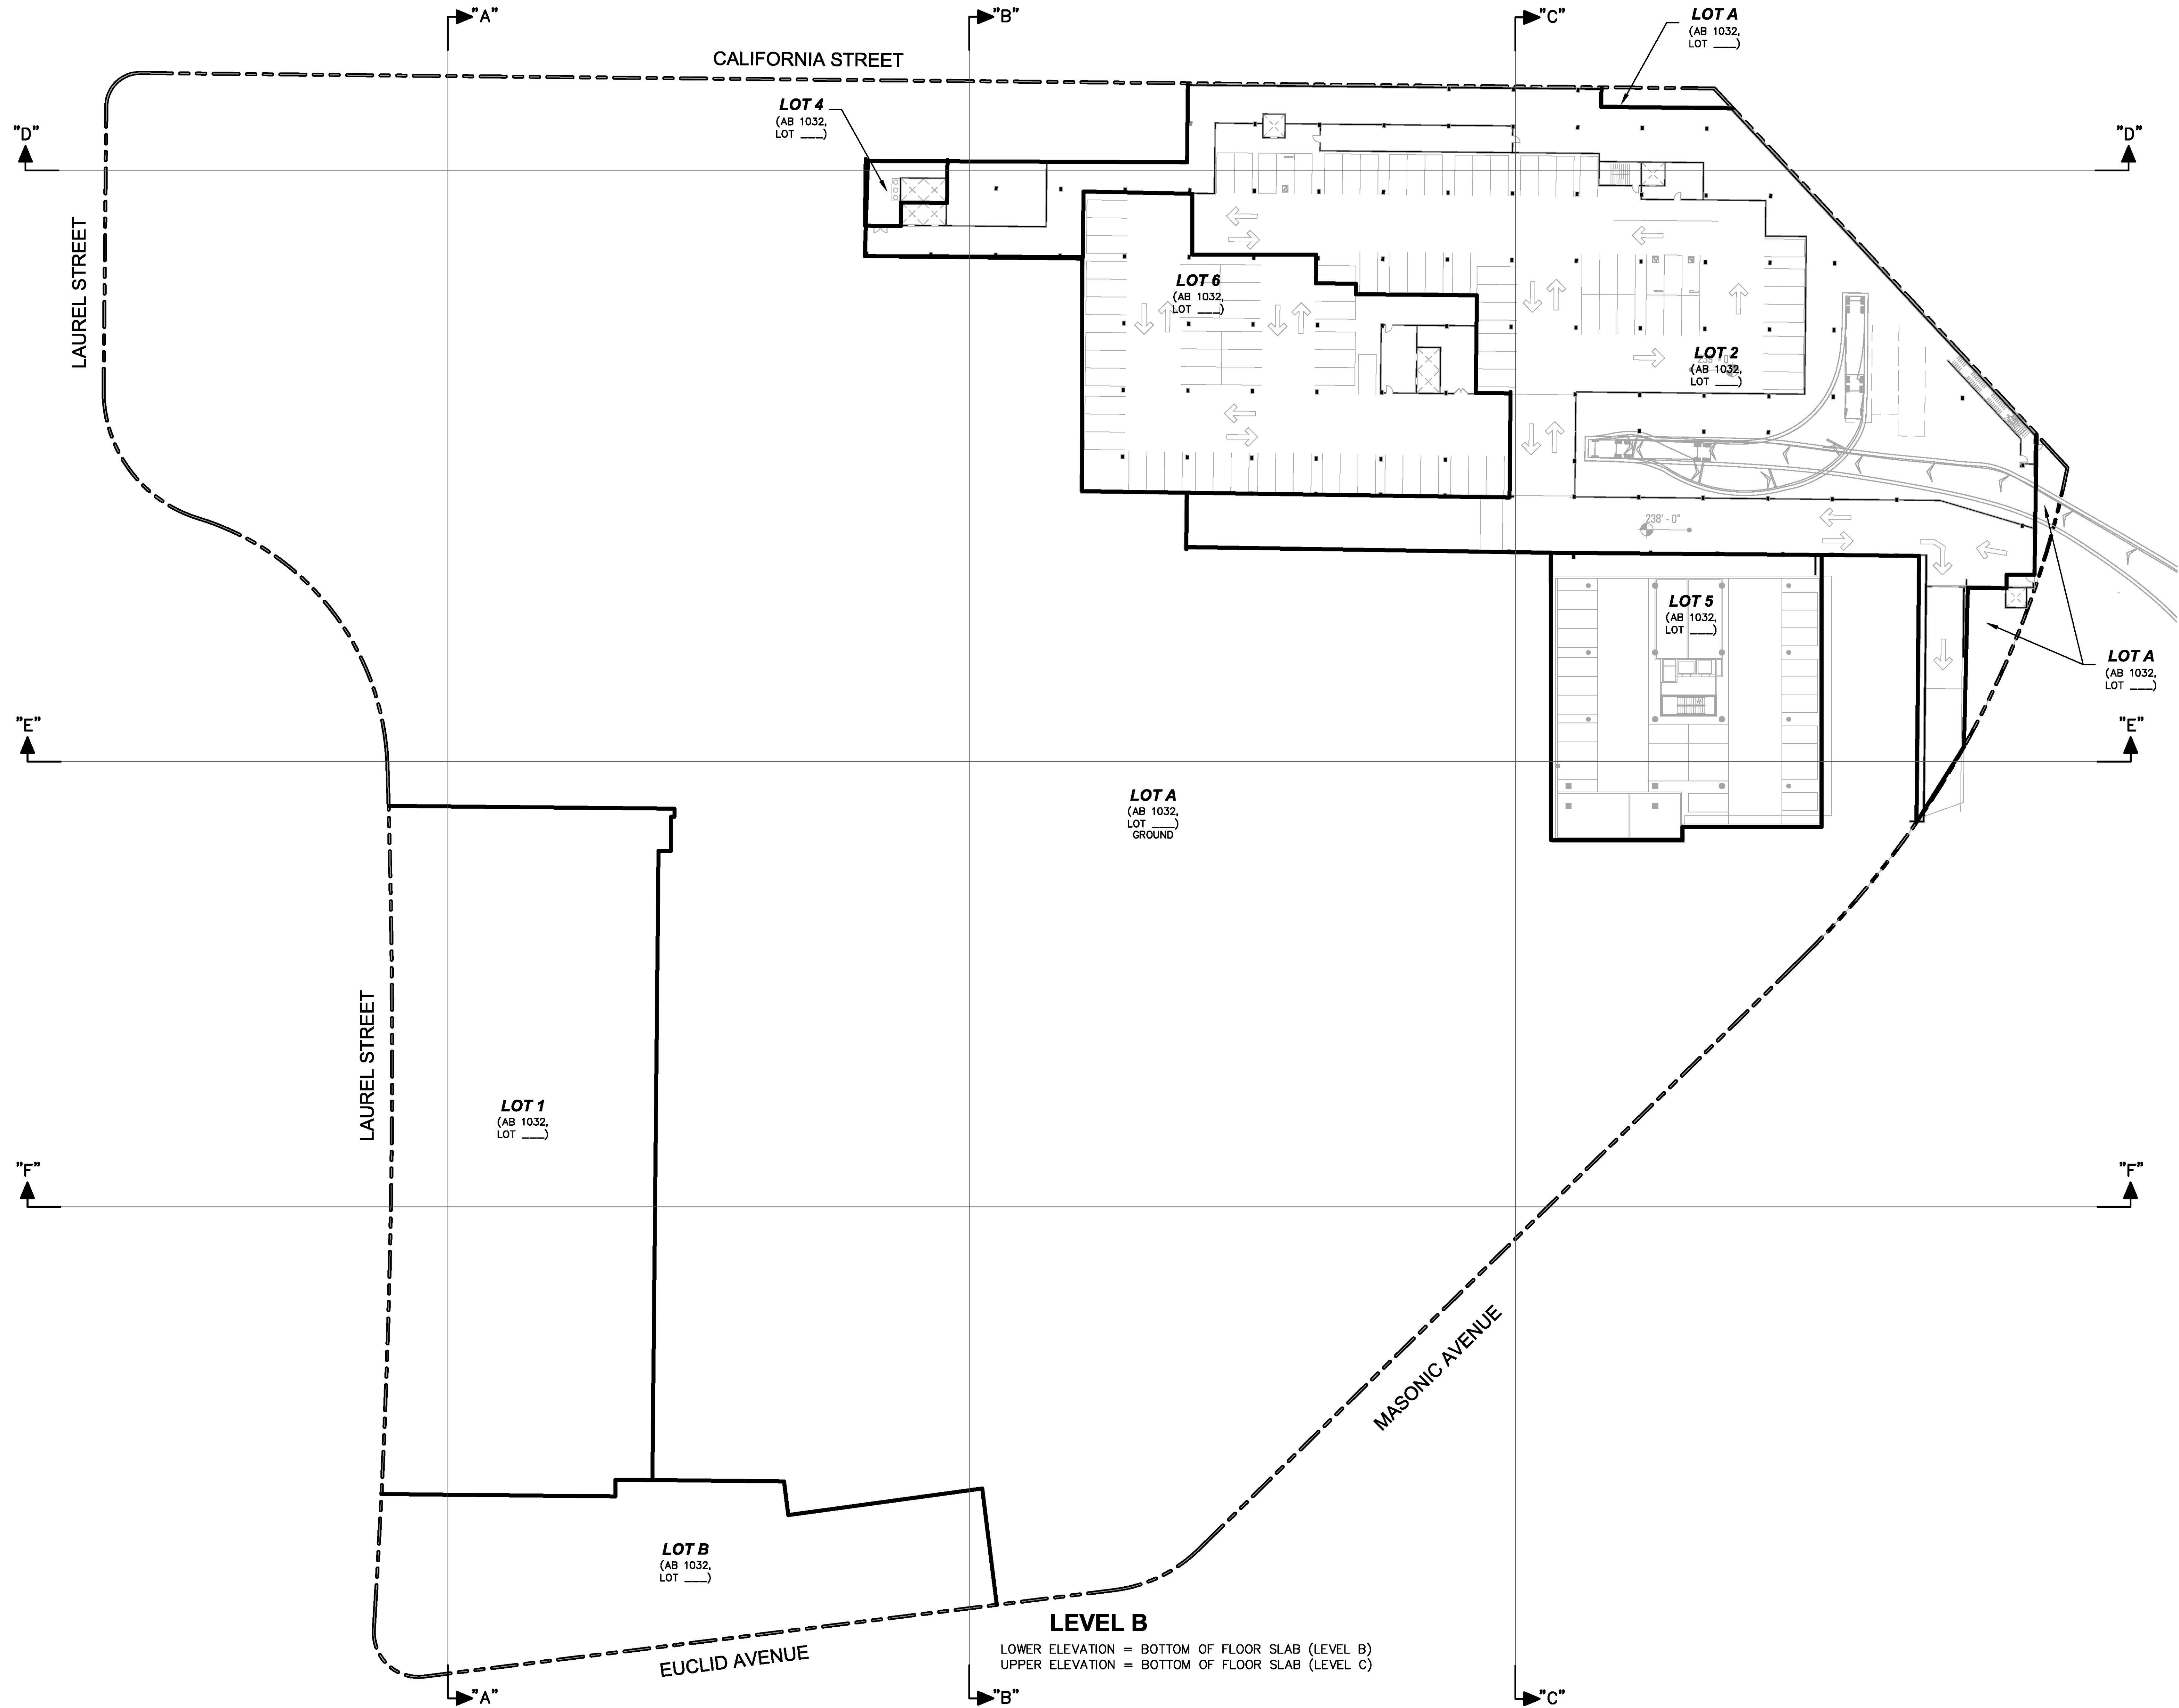 "A"
"B"
"C"
LOT A
(AB 1032,
LOT ___)
CALIFORNIA STREET
LOT 4
(AB 1032,
LOT ___)
"D"
"D"
LAUREL STREET
LOT 6
(AB 1032,
LOT ___)
LOT 2
(AB 1032,
LOT ___)
238' - 0"
LOT 5
(AB 1032,
LOT ___)
LOT A
(AB 1032,
LOT ___)
"E"
"E"
LOT A
(AB 1032,
LOT ___)
GROUND
LAUREL STREET
LOT 1
(AB 1032,
LOT ___)
"F"
"F"
MASONIC AVENUE
LOT B
(AB 1032,
LOT ___)
EUCLID AVENUE
LEVEL B
LOWER ELEVATION = BOTTOM OF FLOOR SLAB (LEVEL B)
UPPER ELEVATION = BOTTOM OF FLOOR SLAB (LEVEL C)
"A"
"B"
"C"